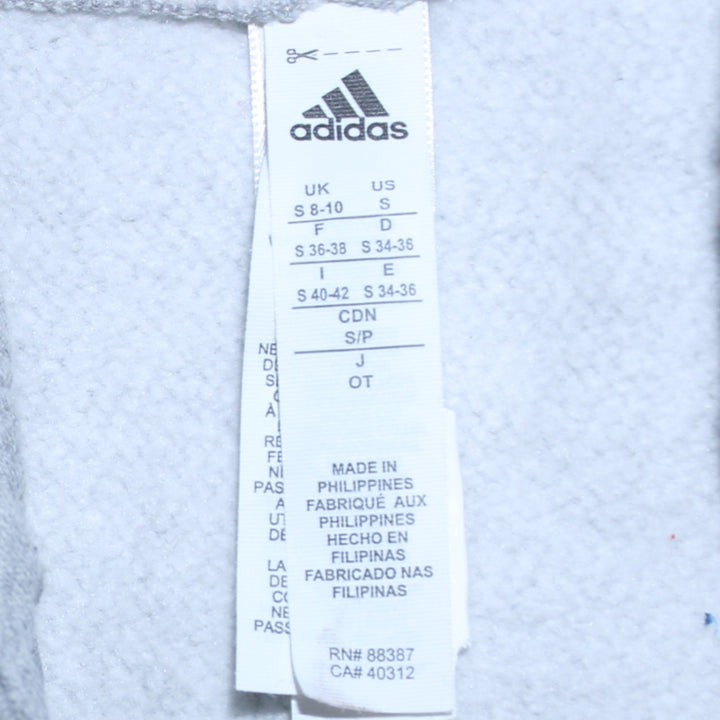 adidas
UK US
S 8-10 S
F D
S 36-38 S 34-36
I E
S 40-42 S 34-36
CDN
S/P
J
OT
MADE IN
PHILIPPINES
FABRIQUÉ AUX
PHILIPPINES
HECHO EN
FILIPINAS
FABRICADO NAS
FILIPINAS
RN# 88387
CA# 40312